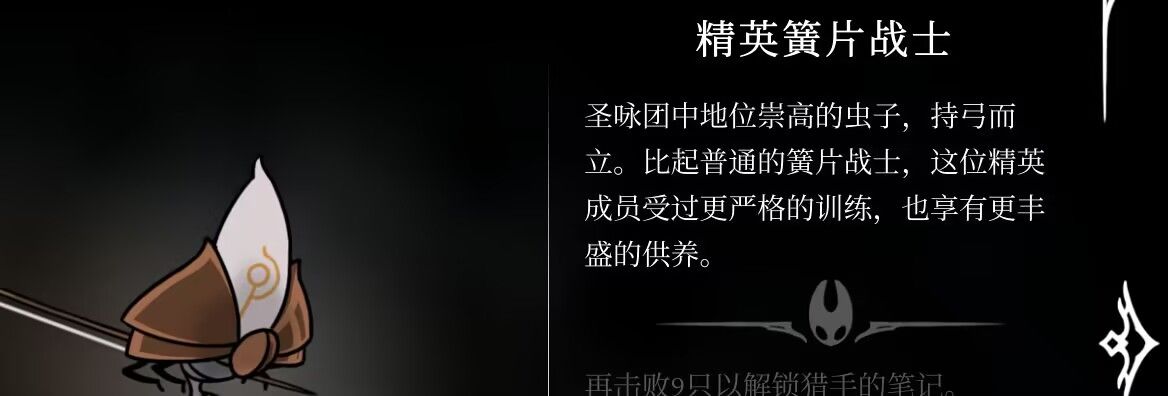 精英簧片战士
圣咏团中地位崇高的虫子，持弓而
立。比起普通的簧片战士，这位精英
成员受过更严格的训练，也享有更丰
盛的供养。
再击败9只以解锁猎手的笔记。